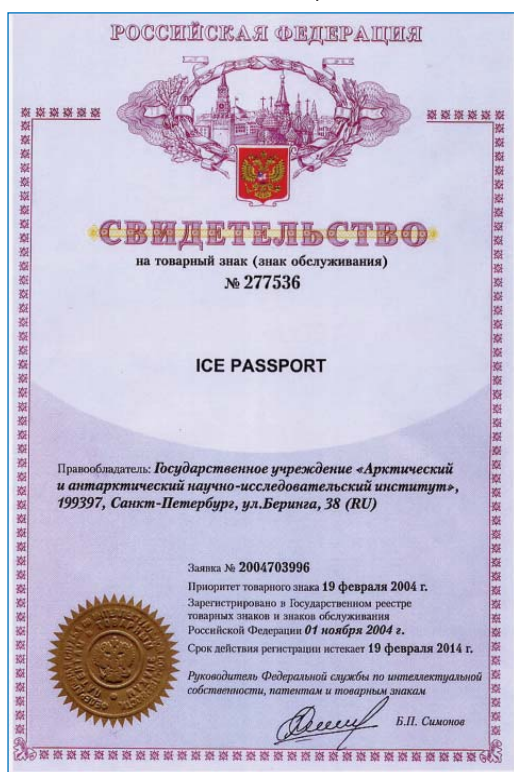 РОССИЙСКАЯ ФЕДЕРАЦИЯ
СВИДЕТЕЛЬСТВО
на товарный знак (знак обслуживания)
№ 277536
ICE PASSPORT
Правообладатель: Государственное учреждение «Арктический
и антарктический научно-исследовательский институт»,
199397, Санкт-Петербург, ул.Беринга, 38 (RU)
Заявка № 2004703996
Приоритет товарного знака 19 февраля 2004 г.
Зарегистрировано в Государственном реестре
товарных знаков и знаков обслуживания
Российской Федерации 01 ноября 2004 г.
Срок действия регистрации истекает 19 февраля 2014 г.
Руководитель Федеральной службы по интеллектуальной
собственности, патентам и товарным знакам
Б.П. Симонов